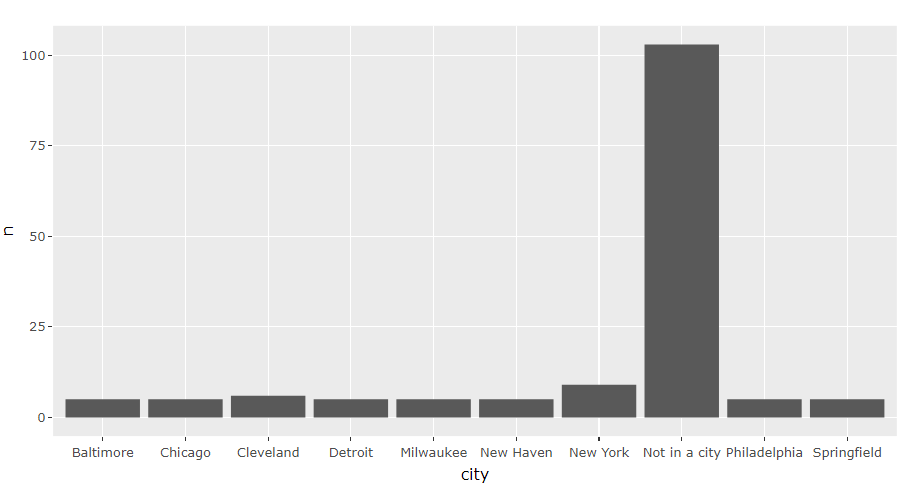 100
75
50
25
0
n
Baltimore Chicago Cleveland Detroit Milwaukee New Haven New York Not in a city Philadelphia Springfield
city